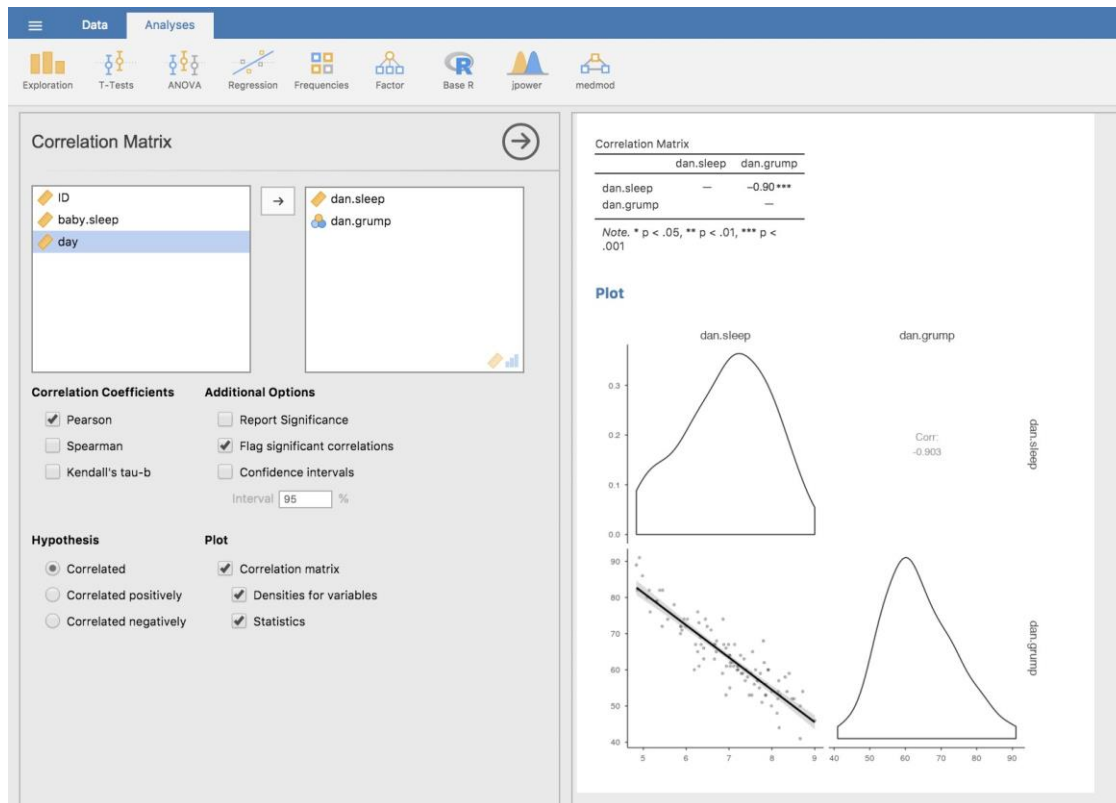 Data Analyses
Exploration T-Tests ANOVA Regression Frequencies Factor Base R jpower medmod
Correlation Matrix
ID
baby.sleep
day
dan.sleep
dan.grump
Correlation Coefficients Additional Options
Pearson Report Significance
Spearman Flag significant correlations
Kendall's tau-b Confidence intervals
Interval 95 %
Hypothesis Plot
Correlated Correlation matrix
Correlated positively Densities for variables
Correlated negatively Statistics
Correlation Matrix
dan.sleep dan.grump
dan.sleep — −0.90 ***
dan.grump —
Note. * p < .05, ** p < .01, *** p <
.001
Plot
dan.sleep dan.grump
0.3
0.2
0.1
0.0
Corr:
-0.903
dan.sleep
90
80
70
60
50
40
dan.grump
5 6 7 8 9 40 50 60 70 80 90